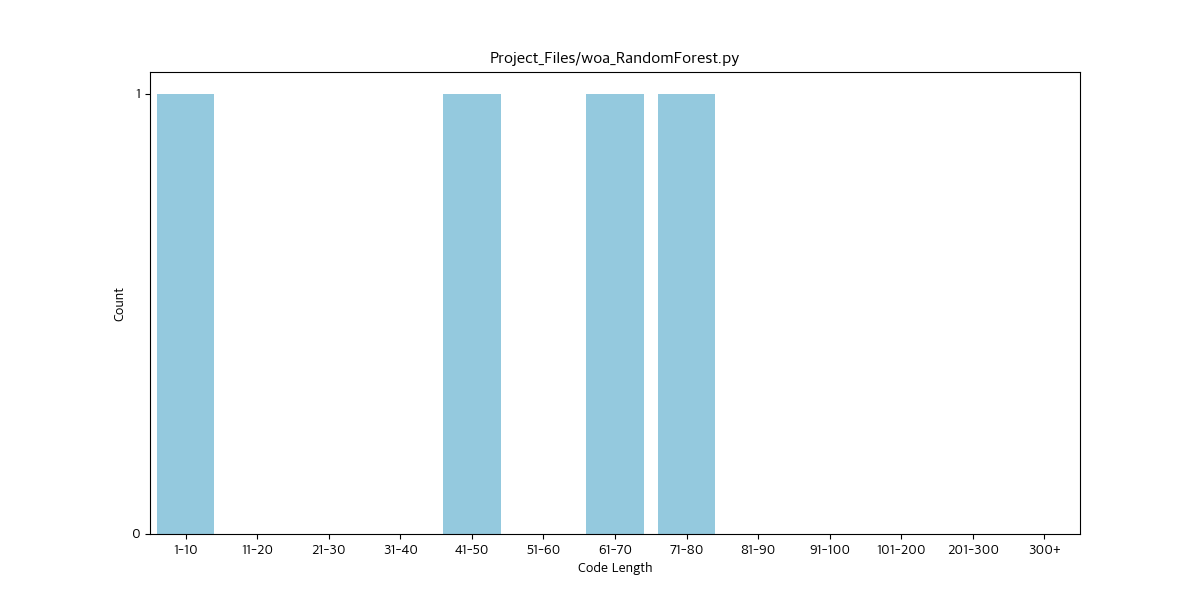 Project_Files/woa_RandomForest.py
1
0
Count
1-10 11-20 21-30 31-40 41-50 51-60 61-70 71-80 81-90 91-100 101-200 201-300 300+
Code Length